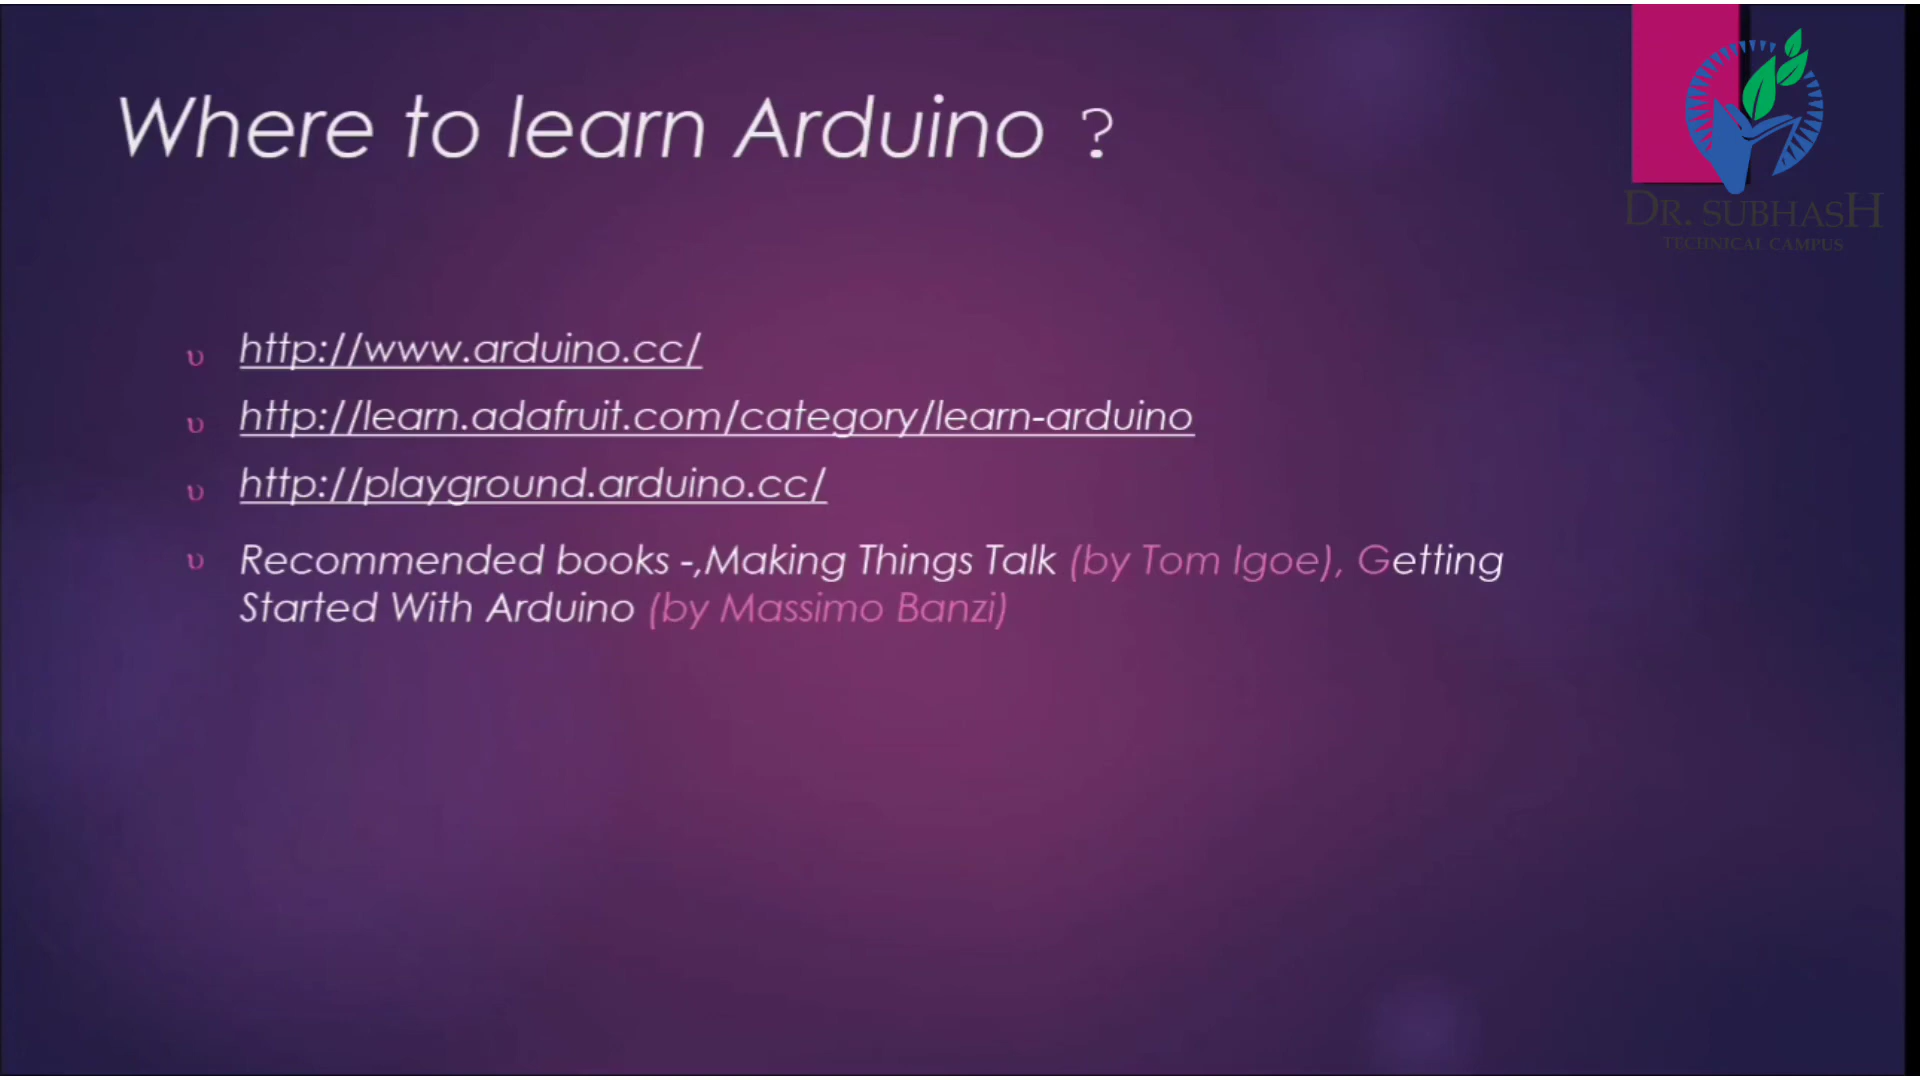 Where to learn Arduino ?
DR. SUBHASH
TECHNICAL CAMPUS
υ http://www.arduino.cc/
υ http://learn.adafruit.com/category/learn-arduino
υ http://playground.arduino.cc/
υ Recommended books -,Making Things Talk (by Tom Igoe), Getting
Started With Arduino (by Massimo Banzi)